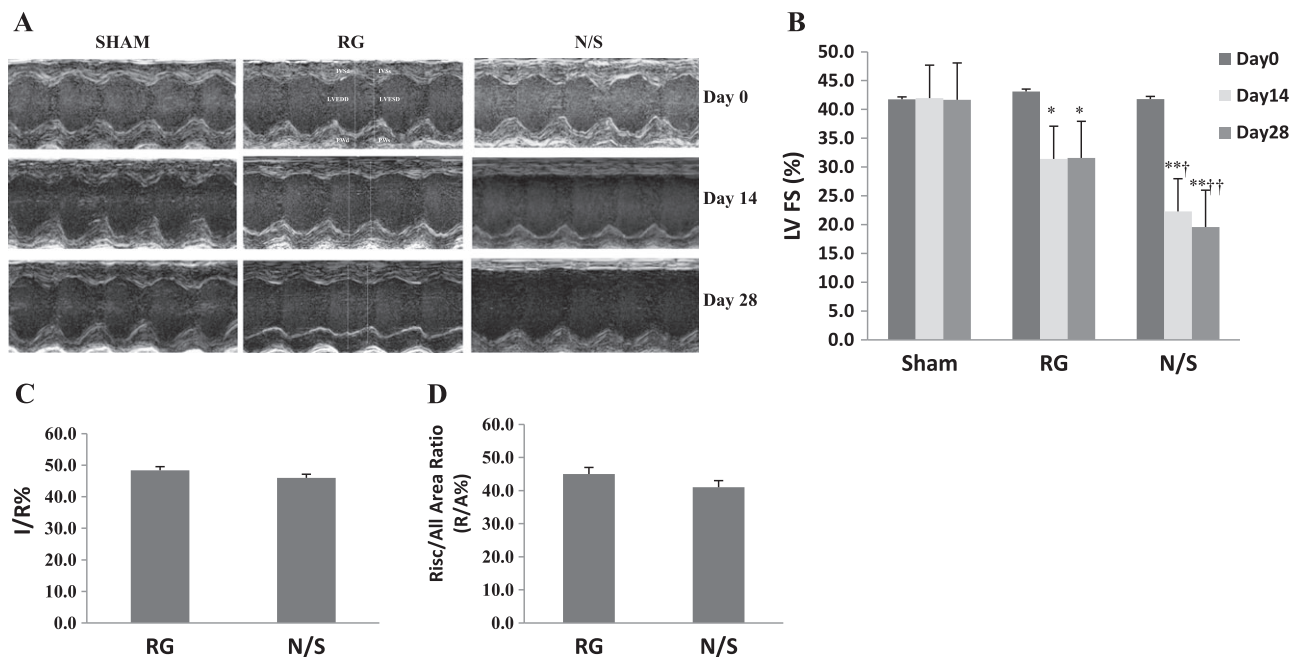 A
SHAM RG N/S
IVSd IVSs
LVEDD LVESD
PWd PWs
Day 0
Day 14
Day 28
B
50.0
45.0
40.0
35.0
30.0
25.0
20.0
15.0
10.0
5.0
0.0
LV FS (%)
* *
**† **††
Sham RG N/S
Day0
Day14
Day28
C
60.0
50.0
40.0
30.0
20.0
10.0
0.0
I/R%
RG N/S
D
60.0
50.0
40.0
30.0
20.0
10.0
0.0
Risc/All Area Ratio
(R/A%)
RG N/S